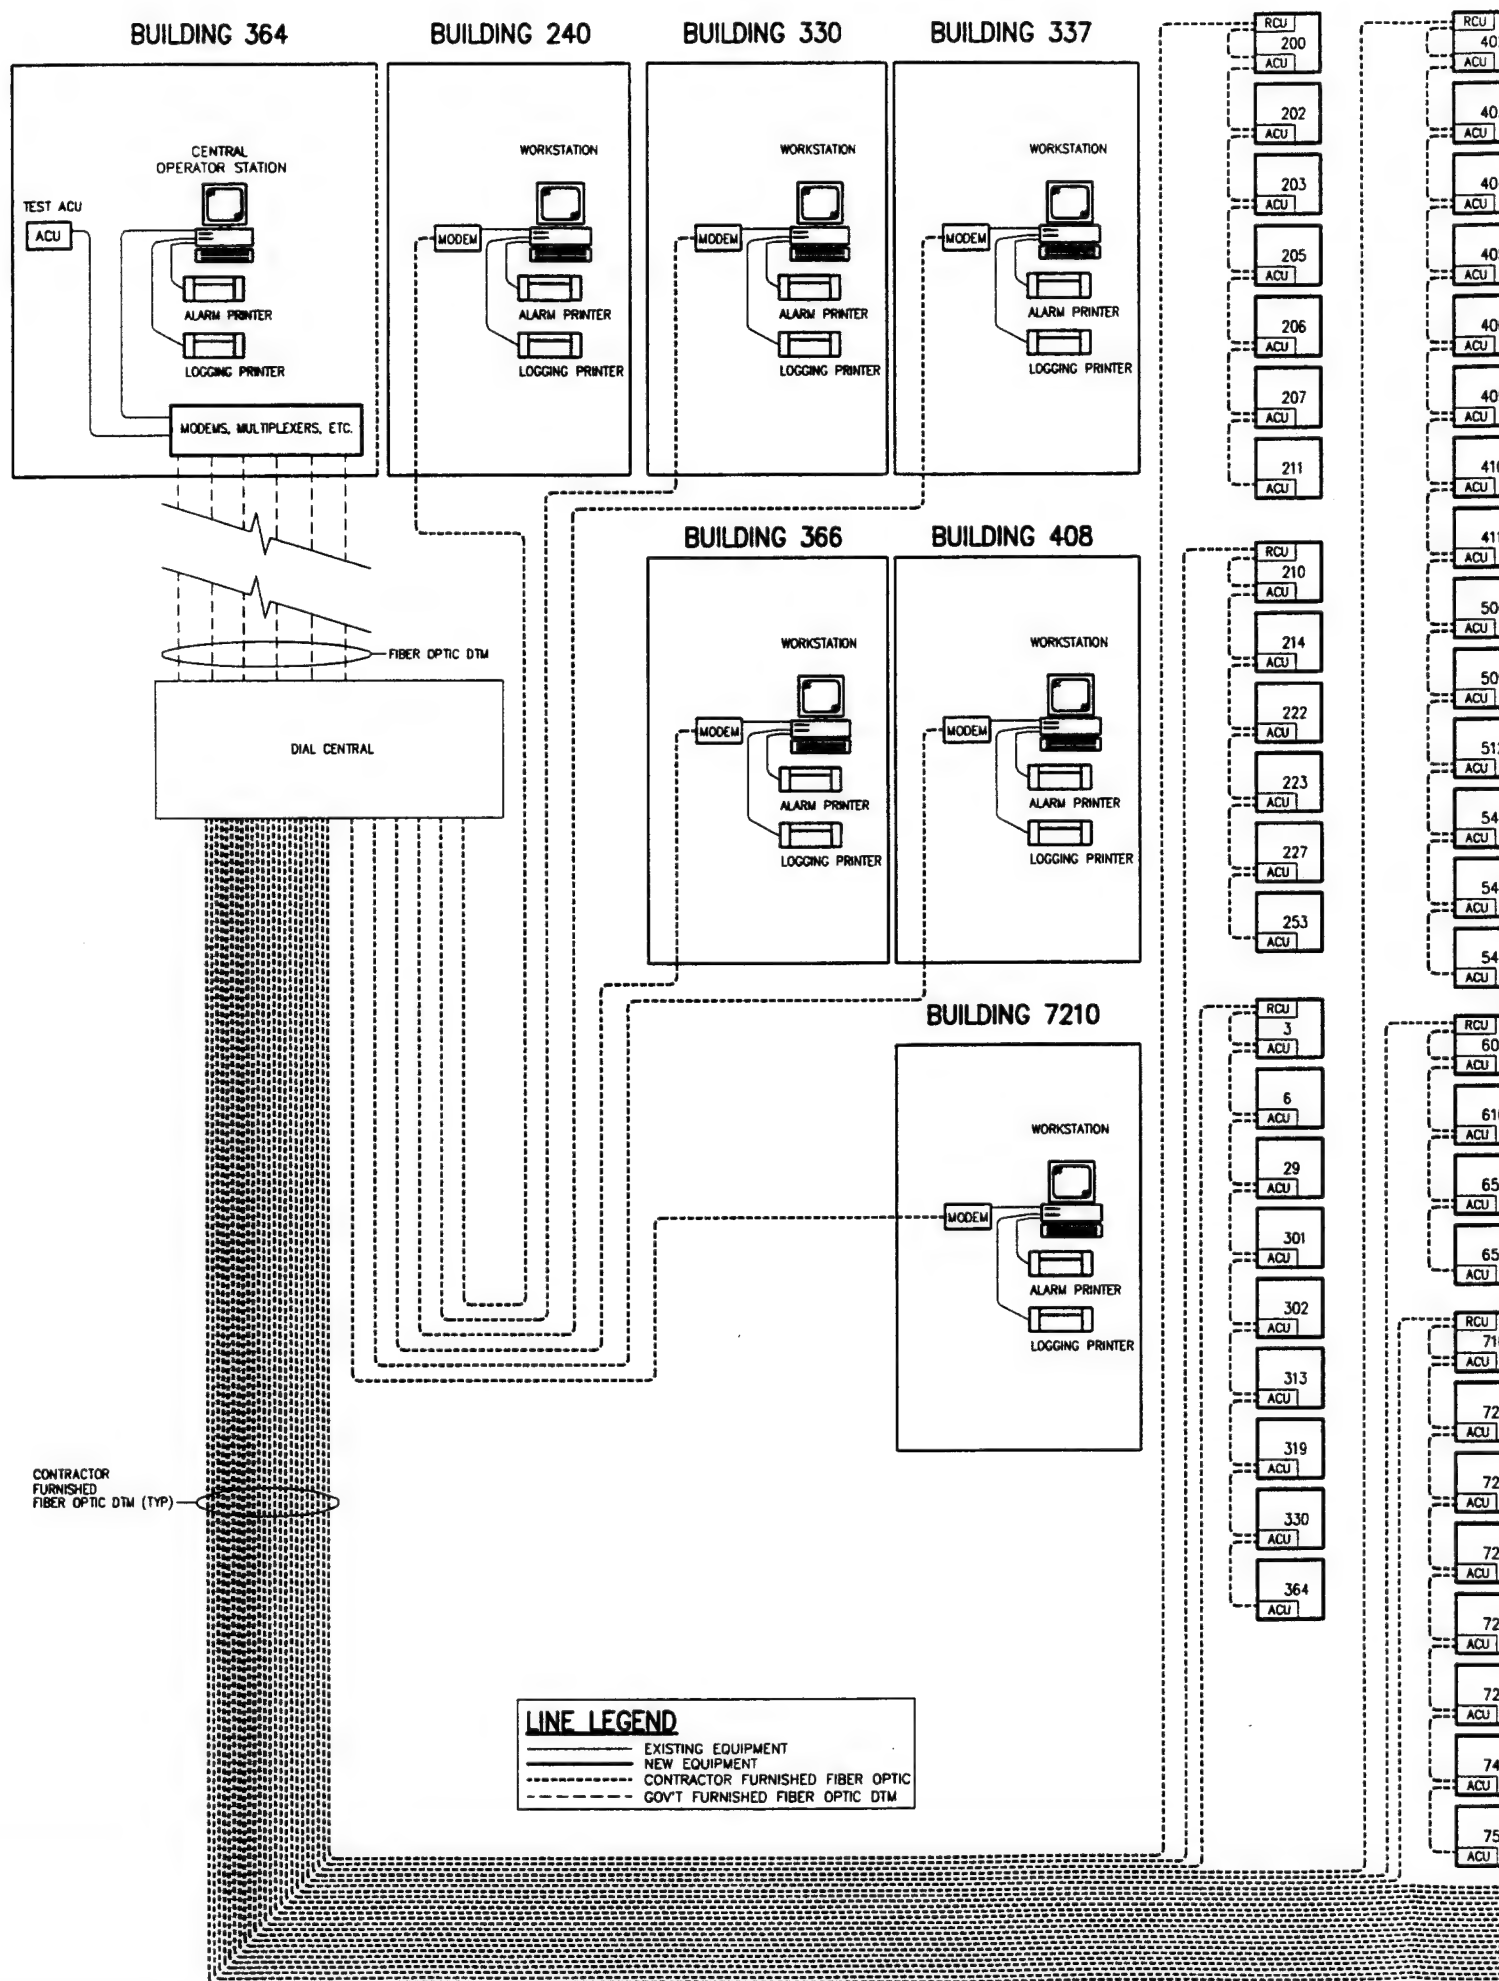 BUILDING 364
BUILDING 240
BUILDING 330
BUILDING 337
CENTRAL
OPERATOR STATION
TEST ACU
ACU
ALARM PRINTER
LOGGING PRINTER
MODEMS, MULTIPLEXERS, ETC.
WORKSTATION
MODEM
ALARM PRINTER
LOGGING PRINTER
WORKSTATION
MODEM
ALARM PRINTER
LOGGING PRINTER
WORKSTATION
MODEM
ALARM PRINTER
LOGGING PRINTER
FIBER OPTIC DTM
DIAL CENTRAL
BUILDING 366
BUILDING 408
WORKSTATION
MODEM
ALARM PRINTER
LOGGING PRINTER
WORKSTATION
MODEM
ALARM PRINTER
LOGGING PRINTER
BUILDING 7210
WORKSTATION
MODEM
ALARM PRINTER
LOGGING PRINTER
CONTRACTOR
FURNISHED
FIBER OPTIC DTM (TYP)
LINE LEGEND
EXISTING EQUIPMENT
NEW EQUIPMENT
CONTRACTOR FURNISHED FIBER OPTIC
GOV'T FURNISHED FIBER OPTIC DTM
RCU
200
ACU
202
ACU
203
ACU
205
ACU
206
ACU
207
ACU
211
ACU
RCU
210
ACU
214
ACU
222
ACU
223
ACU
227
ACU
253
ACU
RCU
3
ACU
6
ACU
29
ACU
301
ACU
302
ACU
313
ACU
319
ACU
330
ACU
364
ACU
RCU
ACU
ACU
ACU
ACU
ACU
ACU
ACU
ACU
ACU
ACU
ACU
ACU
ACU
ACU
RCU
ACU
ACU
ACU
ACU
RCU
ACU
ACU
ACU
ACU
ACU
ACU
ACU
ACU